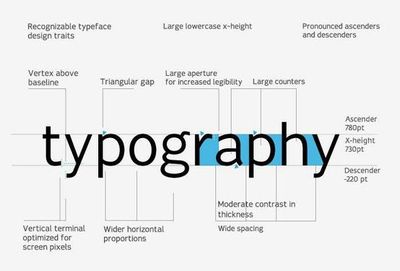 Recognizable typeface
design traits
Large lowercase x-height
Pronounced ascenders
and descenders
Vertex above
baseline
Triangular gap
Large aperture
for increased legibility
Large counters
typography
Ascender
780pt
X-height
730pt
Descender
-220 pt
Vertical terminal
optimized for
screen pixels
Wider horizontal
proportions
Moderate contrast in
thickness
Wide spacing